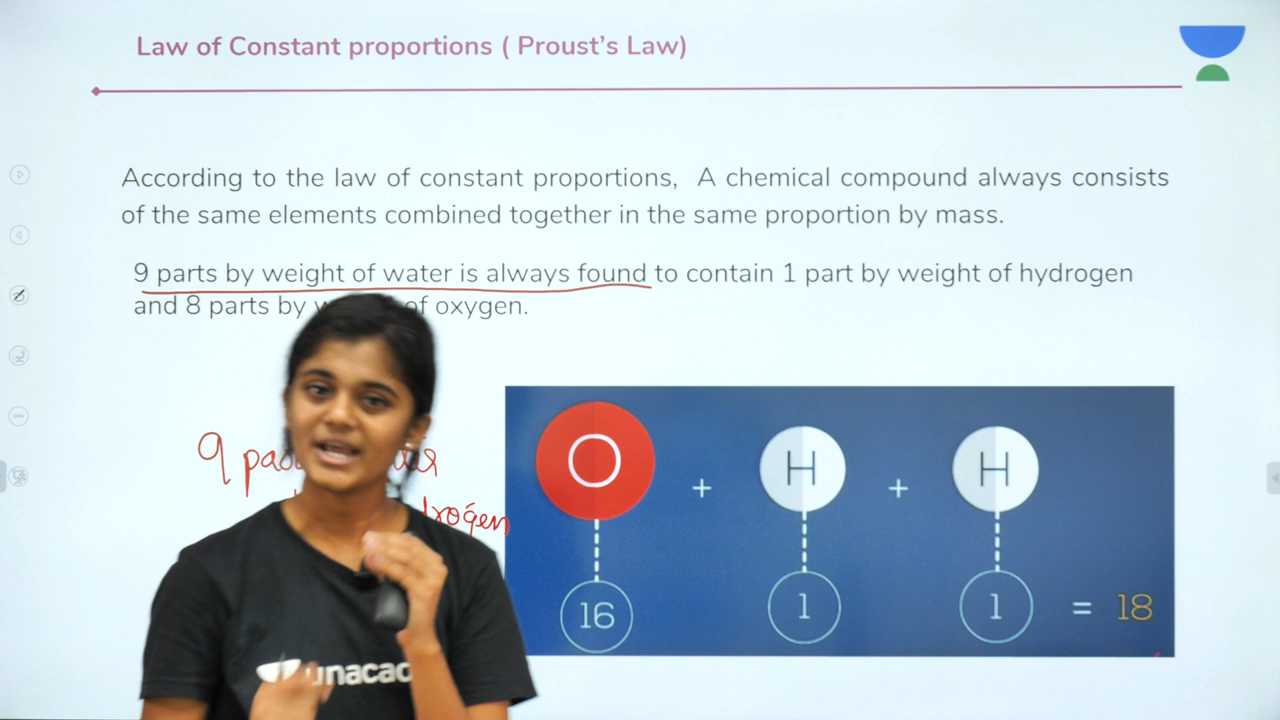 Law of Constant proportions ( Proust's Law)
According to the law of constant proportions, A chemical compound always consists
of the same elements combined together in the same proportion by mass.
9 parts by weight of water is always found to contain 1 part by weight of hydrogen
and 8 parts by of oxygen.
9
O + H + H
16 1 1 = 18
unacad